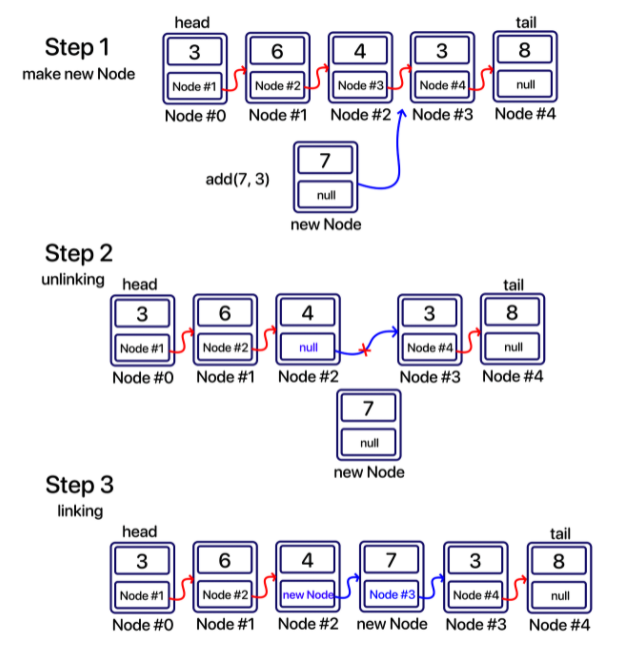 head tail
Step 1
make new Node
3 6 4 3 8
Node #1 Node #2 Node #3 Node #4 null
Node #0 Node #1 Node #2 Node #3 Node #4
add(7, 3)
7
null
new Node
Step 2
unlinking
head tail
3 6 4 3 8
Node #1 Node #2 null Node #4 null
Node #0 Node #1 Node #2 Node #3 Node #4
7
null
new Node
Step 3
linking
head tail
3 6 4 7 3 8
Node #1 Node #2 new Node Node #3 Node #4 null
Node #0 Node #1 Node #2 new Node Node #3 Node #4